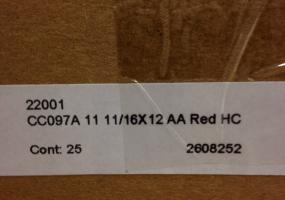 22001
CC097A 11 11/16X12 AA Red HC
Cont: 25 2608252